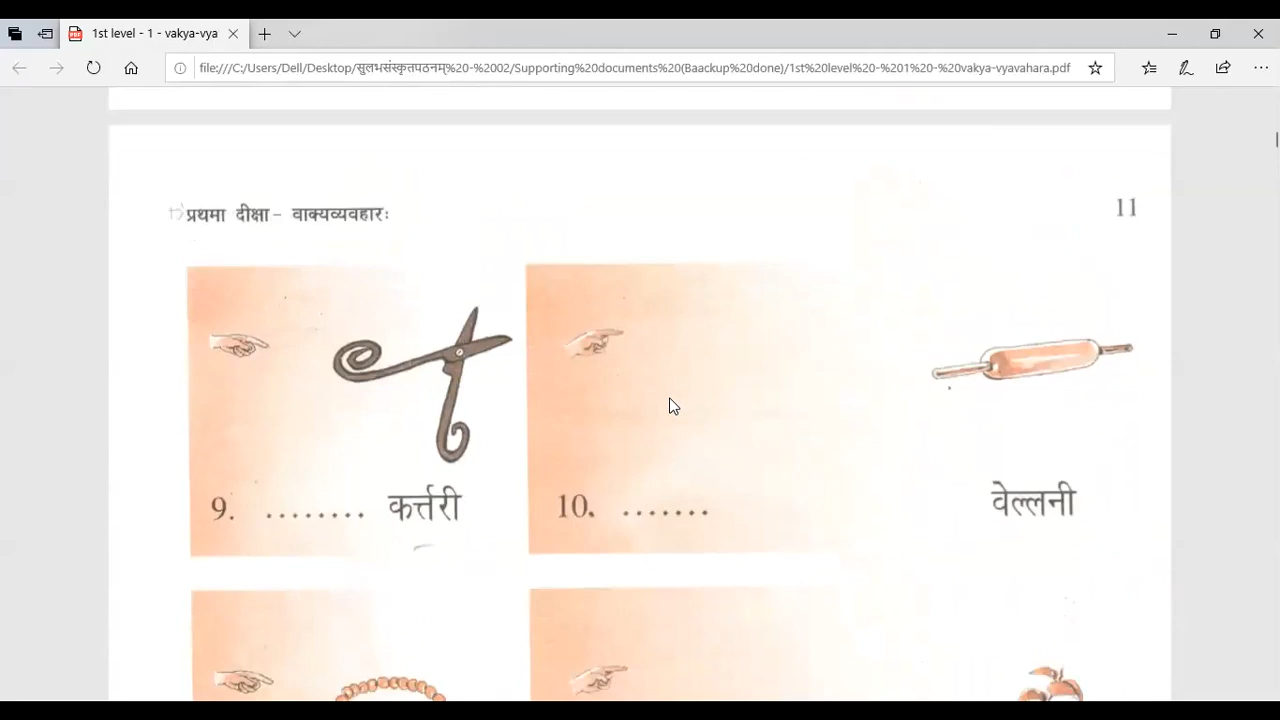 1st level - 1 - vakya-vya
file:///C:/Users/Dell/Desktop/सुलभसंस्कृतपठनम्%20-%2002/Supporting%20documents%20(Baackup%20done)/1st%20level%20-%201%20-%20vakya-vyavahara.pdf
प्रथमा दीक्षा - वाक्यव्यवहारः
11
9. ........ कर्त्तरी
10. ....... वेल्लनी